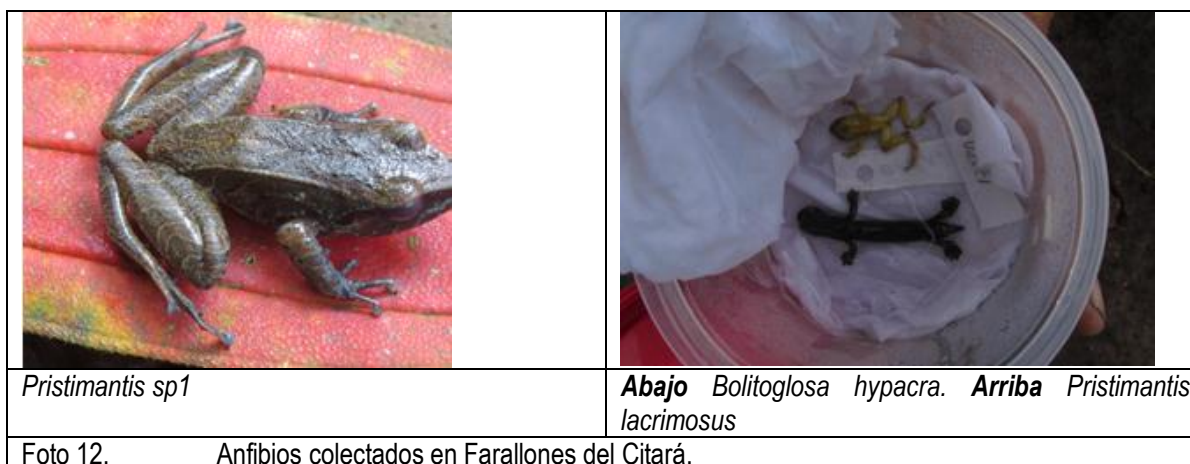 Pristimantis sp1
Abajo Bolitoglosa hypacra. Arriba Pristimantis
lacrimosus
Foto 12. Anfibios colectados en Farallones del Citará.